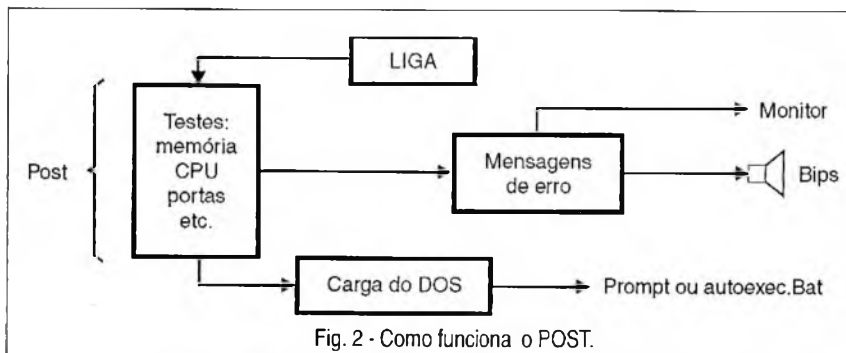 LIGA
Post
Testes:
memória
CPU
portas
etc.
Mensagens
de erro
Monitor
Bips
Carga do DOS
Prompt ou autoexec.Bat
Fig. 2 - Como funciona o POST.